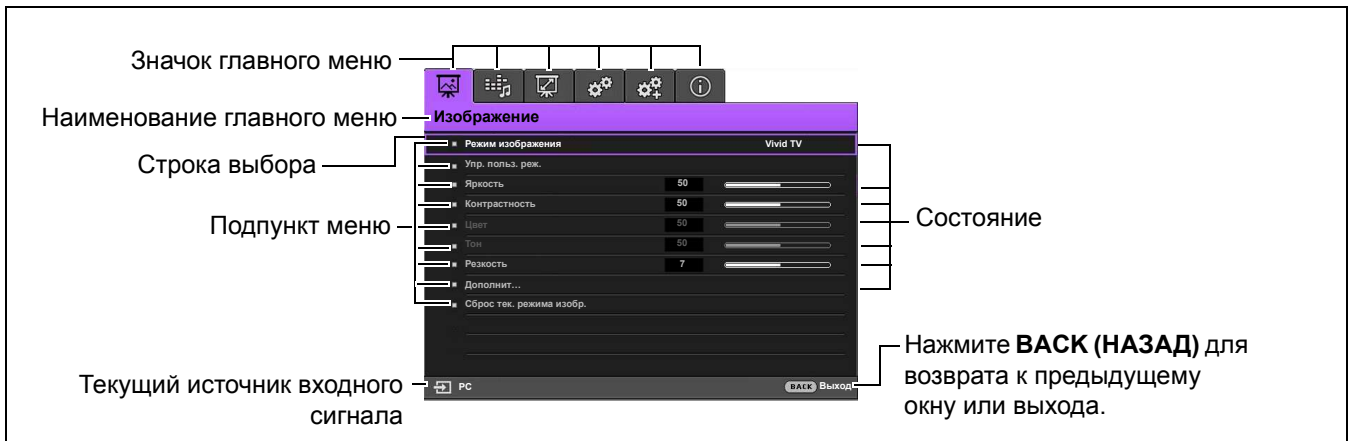 Значок главного меню
Наименование главного меню
Изображение
Строка выбора
Режим изображения Vivid TV
Упр. польз. реж.
Яркость 50
Контрастность 50
Подпункт меню
Цвет 50
Состояние
Тон 50
Резкость 7
Дополнит...
Сброс тек. режима изобр.
Текущий источник входного
сигнала
PC
BACK Выход
Нажмите BACK (НАЗАД) для
возврата к предыдущему
окну или выхода.